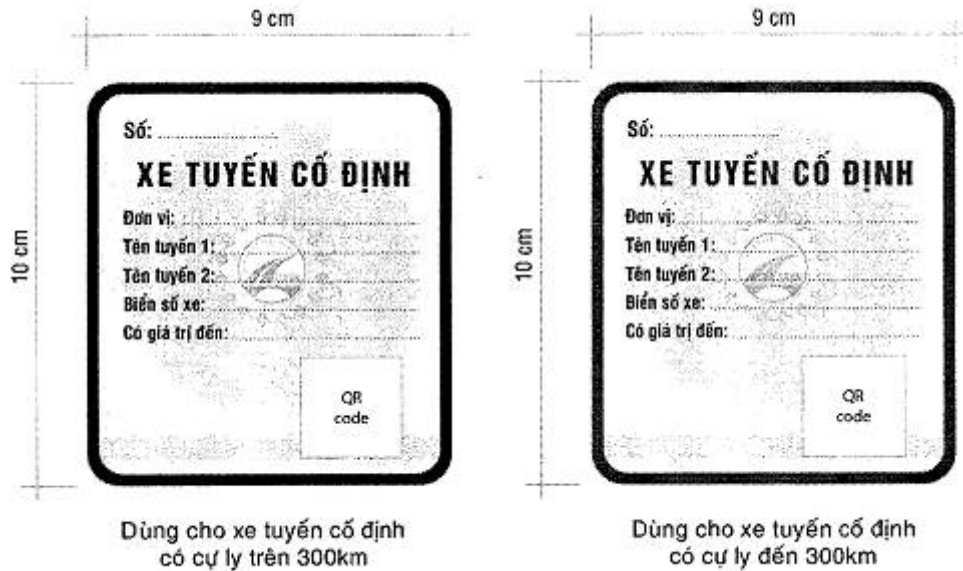 9 cm
10 cm
Số:
XE TUYẾN CỐ ĐỊNH
Đơn vị:
Tên tuyến 1:
Tên tuyến 2:
Biển số xe:
Có giá trị đến:
QR
code
Dùng cho xe tuyến cố định
có cự ly trên 300km
9 cm
10 cm
Số:
XE TUYẾN CỐ ĐỊNH
Đơn vị:
Tên tuyến 1:
Tên tuyến 2:
Biển số xe:
Có giá trị đến:
QR
code
Dùng cho xe tuyến cố định
có cự ly đến 300km